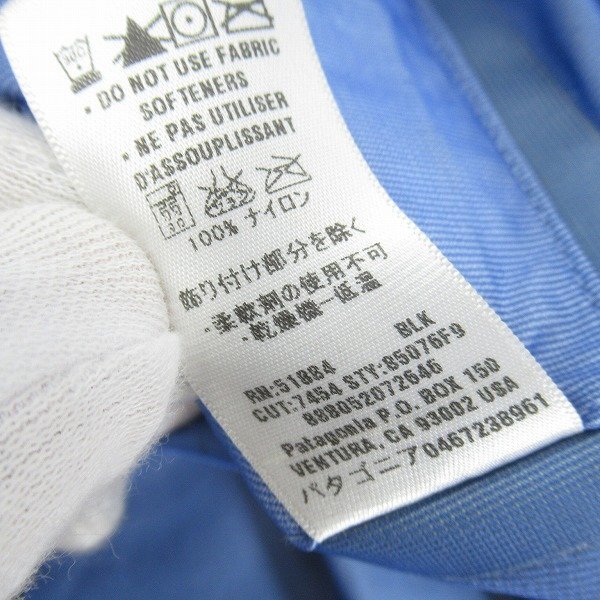 • DO NOT USE FABRIC
SOFTENERS
• NE PAS UTILISER
D'ASSOUPLISSANT
100% ナイロン
飾り付け部分を除く
・柔軟剤の使用不可
・乾燥機ー低温
BLK
RN:51884
CUT:7454 STY:85076F9
888052072646
Patagonia P.O. BOX 150
VENTURA, CA 93002 USA
パタゴニア0467238961